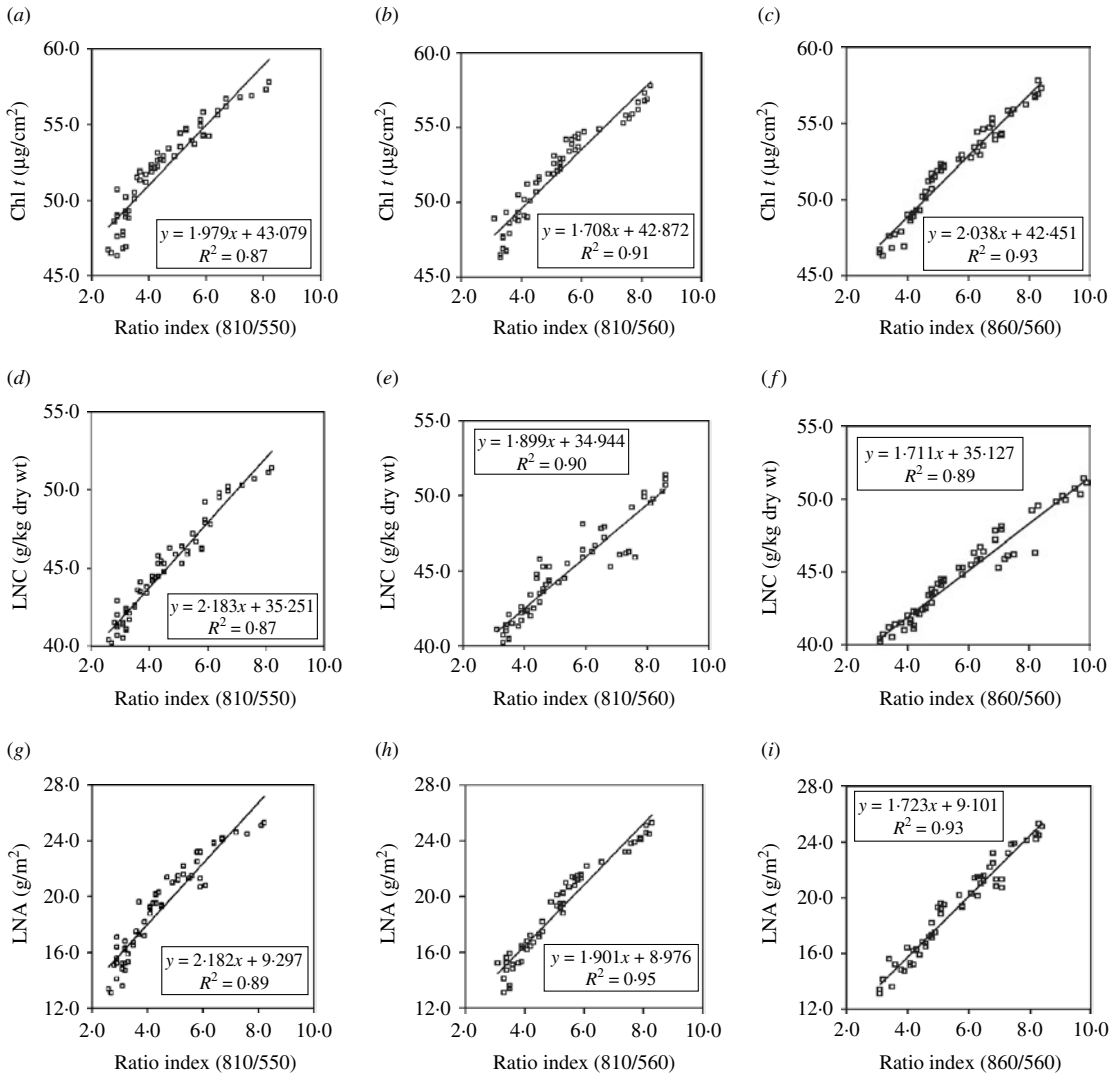 (a)
60·0
55·0
50·0
45·0
Chl t (µg/cm²)
y = 1·979x + 43·079
R² = 0·87
2·0 4·0 6·0 8·0 10·0
Ratio index (810/550)
(b)
60·0
55·0
50·0
45·0
Chl t (µg/cm²)
y = 1·708x + 42·872
R² = 0·91
2·0 4·0 6·0 8·0 10·0
Ratio index (810/560)
(c)
60·0
55·0
50·0
45·0
Chl t (µg/cm²)
y = 2·038x + 42·451
R² = 0·93
2·0 4·0 6·0 8·0 10·0
Ratio index (860/560)
(d)
55·0
50·0
45·0
40·0
LNC (g/kg dry wt)
y = 2·183x + 35·251
R² = 0·87
2·0 4·0 6·0 8·0 10·0
Ratio index (810/550)
(e)
55·0
50·0
45·0
40·0
LNC (g/kg dry wt)
y = 1·899x + 34·944
R² = 0·90
2·0 4·0 6·0 8·0 10·0
Ratio index (810/560)
(f)
55·0
50·0
45·0
40·0
LNC (g/kg dry wt)
y = 1·711x + 35·127
R² = 0·89
2·0 4·0 6·0 8·0 10·0
Ratio index (860/560)
(g)
28·0
24·0
20·0
16·0
12·0
LNA (g/m²)
y = 2·182x + 9·297
R² = 0·89
2·0 4·0 6·0 8·0 10·0
Ratio index (810/550)
(h)
28·0
24·0
20·0
16·0
12·0
LNA (g/m²)
y = 1·901x + 8·976
R² = 0·95
2·0 4·0 6·0 8·0 10·0
Ratio index (810/560)
(i)
28·0
24·0
20·0
16·0
12·0
LNA (g/m²)
y = 1·723x + 9·101
R² = 0·93
2·0 4·0 6·0 8·0 10·0
Ratio index (860/560)